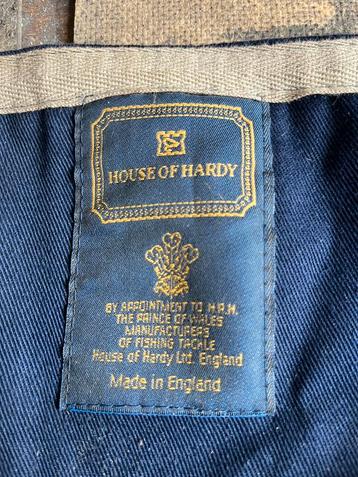 HOUSE OF HARDY
BY APPOINTMENT TO H.R.H.
THE PRINCE OF WALES
MANUFACTURERS
OF FISHING TACKLE
House of Hardy Ltd. England
Made in England